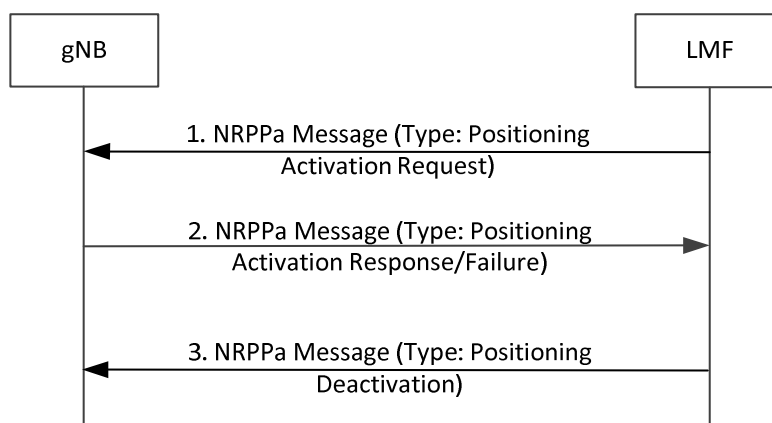 gNB
LMF
1. NRPPa Message (Type: Positioning
Activation Request)
2. NRPPa Message (Type: Positioning
Activation Response/Failure)
3. NRPPa Message (Type: Positioning
Deactivation)